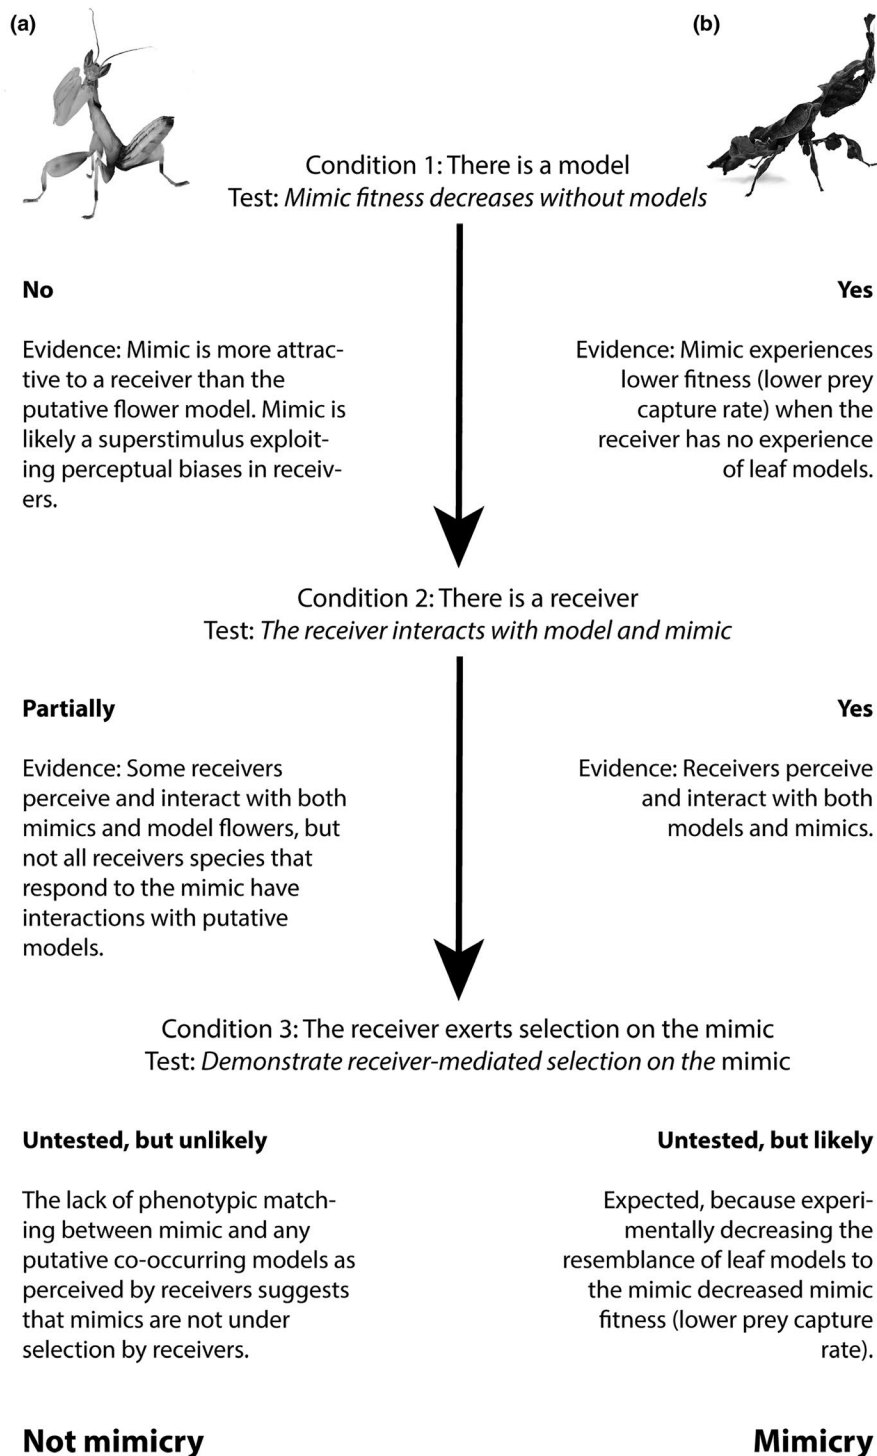 (a)
(b)
Condition 1: There is a model
Test: Mimic fitness decreases without models
No
Evidence: Mimic is more attrac-
tive to a receiver than the
putative flower model. Mimic is
likely a superstimulus exploit-
ing perceptual biases in receiv-
ers.
Yes
Evidence: Mimic experiences
lower fitness (lower prey
capture rate) when the
receiver has no experience
of leaf models.
Condition 2: There is a receiver
Test: The receiver interacts with model and mimic
Partially
Evidence: Some receivers
perceive and interact with both
mimics and model flowers, but
not all receivers species that
respond to the mimic have
interactions with putative
models.
Yes
Evidence: Receivers perceive
and interact with both
models and mimics.
Condition 3: The receiver exerts selection on the mimic
Test: Demonstrate receiver-mediated selection on the mimic
Untested, but unlikely
The lack of phenotypic match-
ing between mimic and any
putative co-occurring models as
perceived by receivers suggests
that mimics are not under
selection by receivers.
Untested, but likely
Expected, because experi-
mentally decreasing the
resemblance of leaf models to
the mimic decreased mimic
fitness (lower prey capture
rate).
Not mimicry
Mimicry